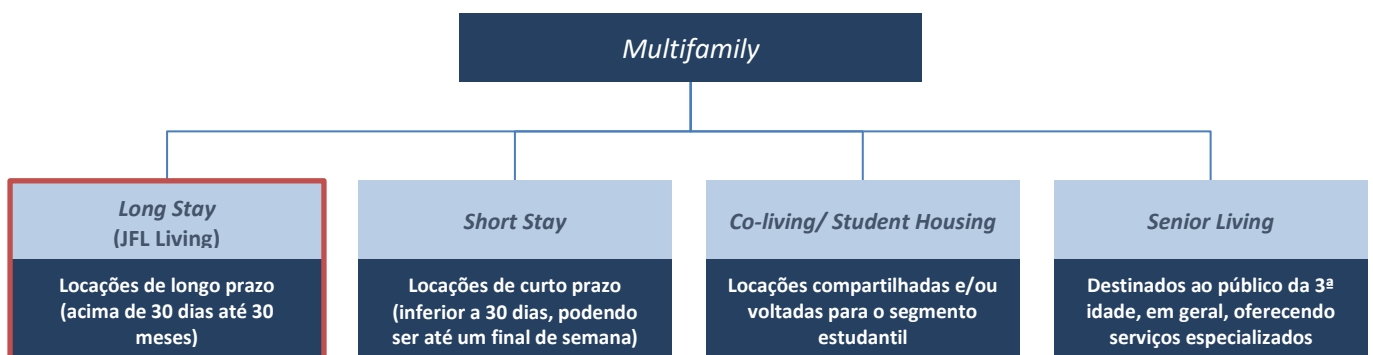 Multifamily
Long Stay
(JFL Living)
Locações de longo prazo
(acima de 30 dias até 30
meses)
Short Stay
Locações de curto prazo
(inferior a 30 dias, podendo
ser até um final de semana)
Co-living/ Student Housing
Locações compartilhadas e/ou
voltadas para o segmento
estudantil
Senior Living
Destinados ao público da 3ª
idade, em geral, oferecendo
serviços especializados